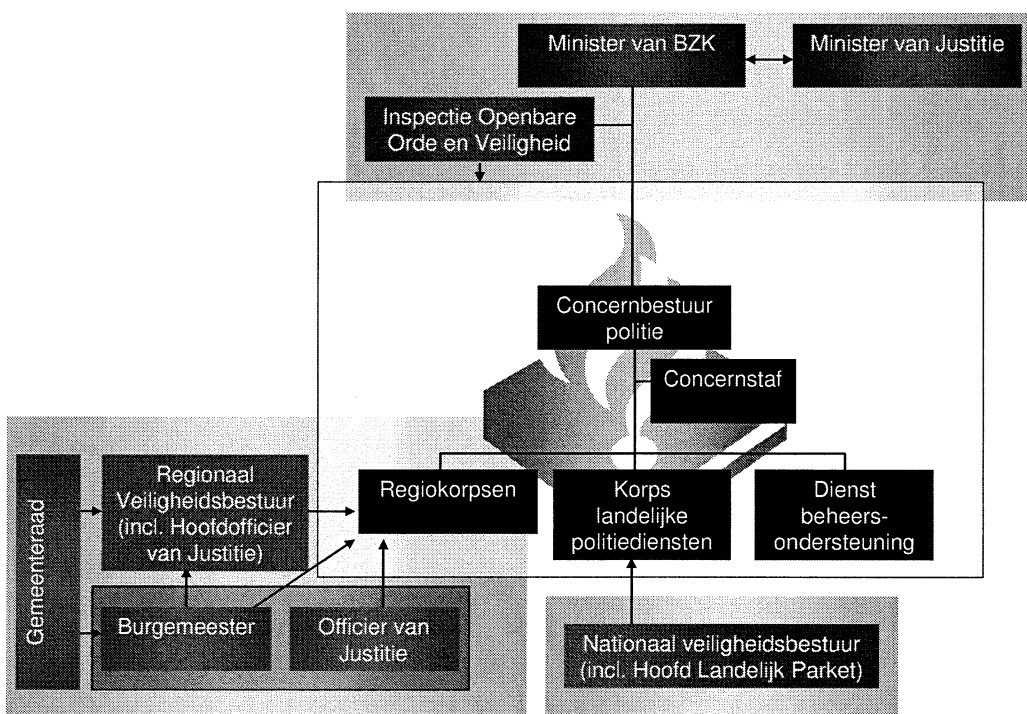 Minister van BZK
Minister van Justitie
Inspectie Openbare
Orde en Veiligheid
Concernbestuur
politie
Concernstaf
Regionaal
Veiligheidsbestuur
(incl. Hoofdofficier
van Justitie)
Regiokorpsen
Korps
landelijke
politiediensten
Dienst
beheers-
ondersteuning
Gemeenteraad
Burgemeester
Officier van
Justitie
Nationaal veiligheidsbestuur
(incl. Hoofd Landelijk Parket)